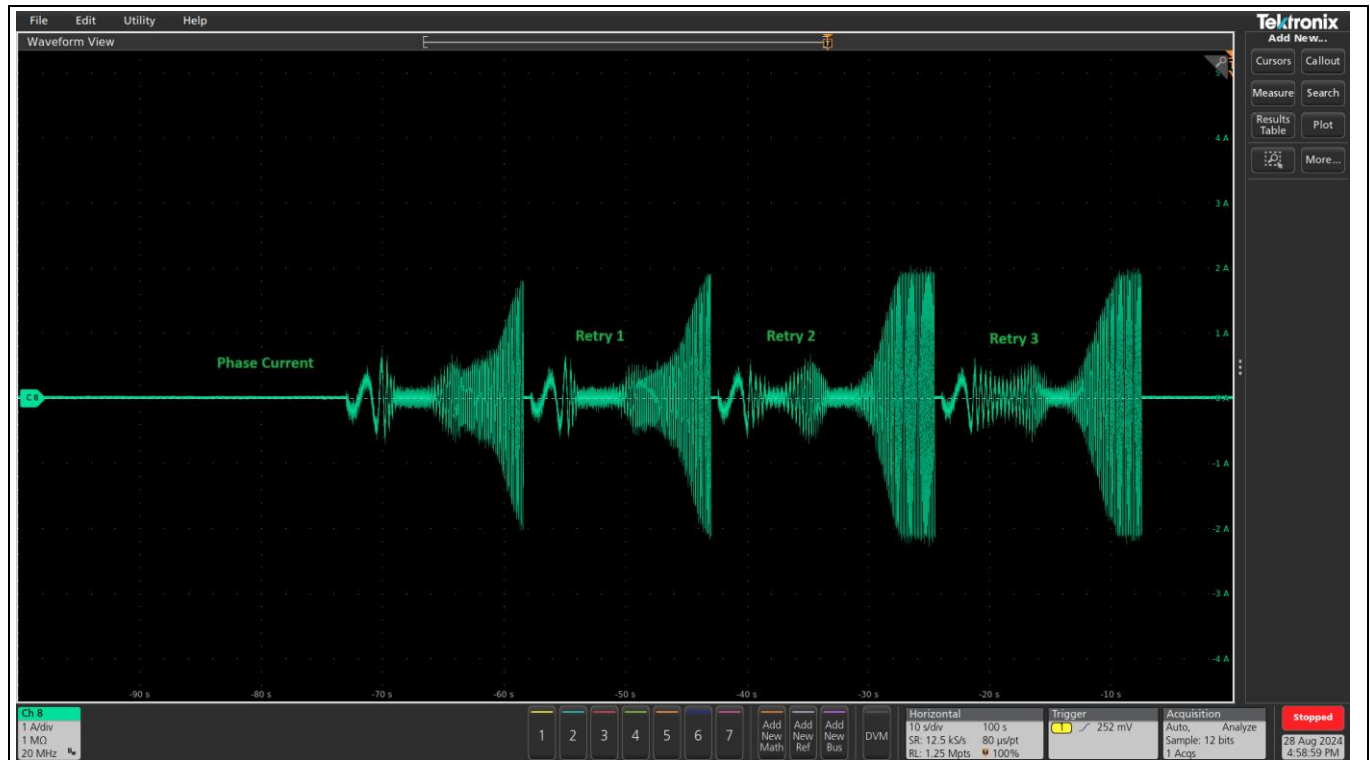 File Edit Utility Help
Tektronix
Waveform View
Add New...
Cursors Callout
Measure Search
Results Table Plot
More...
4 A
3 A
2 A
1 A
0 A
-1 A
-2 A
-3 A
-4 A
Phase Current
Retry 1
Retry 2
Retry 3
C8
-90 s -80 s -70 s -60 s -50 s -40 s -30 s -20 s -10 s
Ch 8
1 A/div
1 MΩ
20 MHz
1 2 3 4 5 6 7
Add New Math
Add New Ref
Add New Bus
DVM
Horizontal
10 s/div 100 s
SR: 12.5 kS/s 80 µs/pt
RL: 1.25 Mpts 100%
Trigger
1 252 mV
Acquisition
Auto, Analyze
Sample: 12 bits
1 Acqs
Stopped
28 Aug 2024
4:58:59 PM